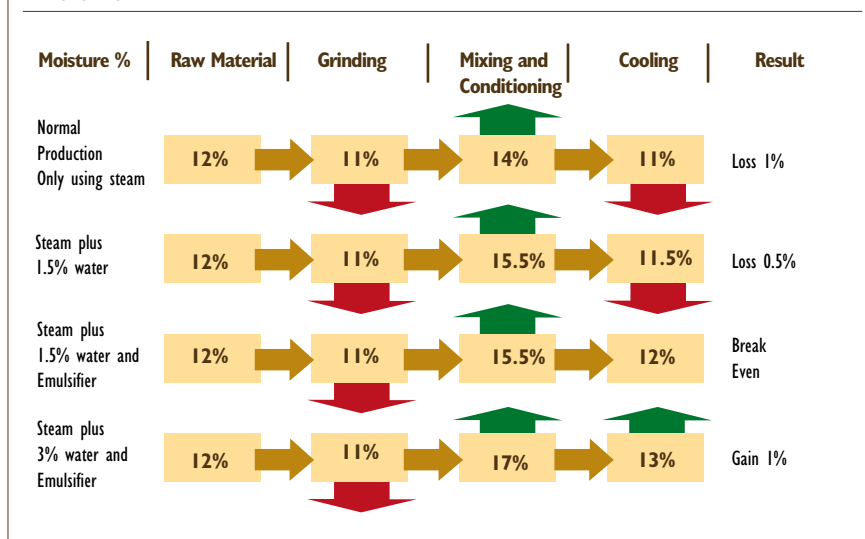 Moisture % Raw Material Grinding Mixing and Conditioning Cooling Result
Normal
Production
Only using steam
12% 11% 14% 11% Loss 1%
Steam plus
1.5% water
12% 11% 15.5% 11.5% Loss 0.5%
Steam plus
1.5% water and
Emulsifier
12% 11% 15.5% 12% Break
Even
Steam plus
3% water and
Emulsifier
12% 11% 17% 13% Gain 1%